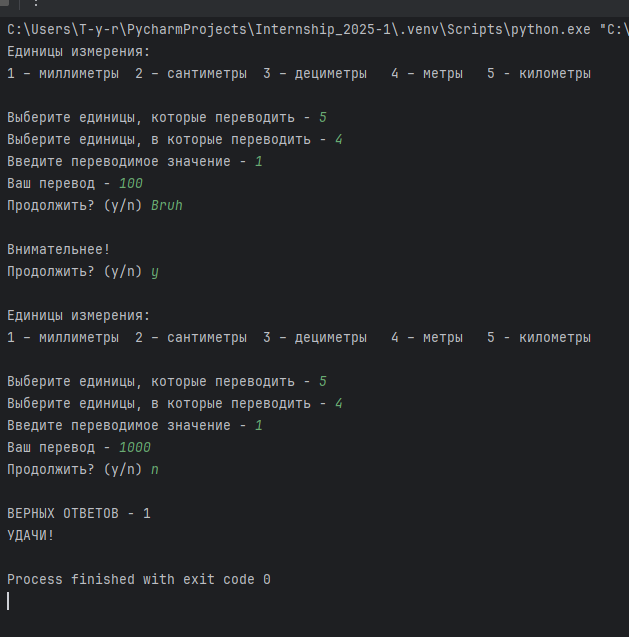 C:\Users\T-y-r\PycharmProjects\Internship_2025-1\.venv\Scripts\python.exe "C:\
Единицы измерения:
1 - миллиметры  2 - сантиметры  3 - дециметры   4 - метры   5 - километры
Выберите единицы, которые переводить - 5
Выберите единицы, в которые переводить - 4
Введите переводимое значение - 1
Ваш перевод - 100
Продолжить? (y/n) Bruh
Внимательнее!
Продолжить? (y/n) y
Единицы измерения:
1 - миллиметры  2 - сантиметры  3 - дециметры   4 - метры   5 - километры
Выберите единицы, которые переводить - 5
Выберите единицы, в которые переводить - 4
Введите переводимое значение - 1
Ваш перевод - 1000
Продолжить? (y/n) n
ВЕРНЫХ ОТВЕТОВ - 1
УДАЧИ!
Process finished with exit code 0